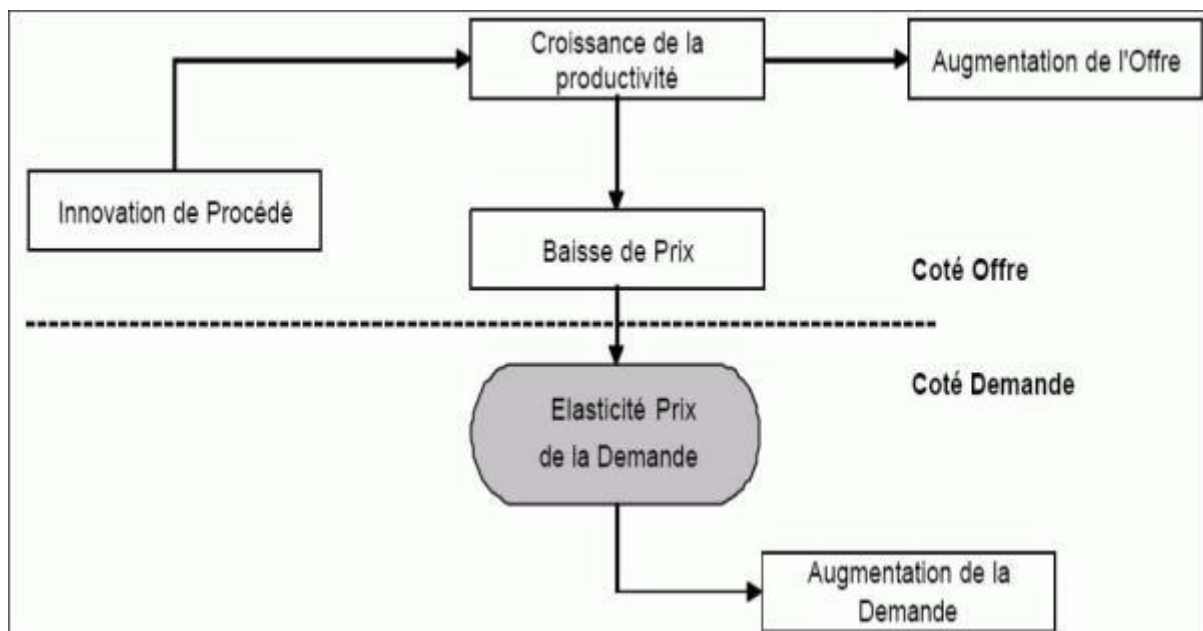 Croissance de la
productivité
Augmentation de l'Offre
Innovation de Procédé
Baisse de Prix
Coté Offre
Coté Demande
Elasticité Prix
de la Demande
Augmentation de la
Demande